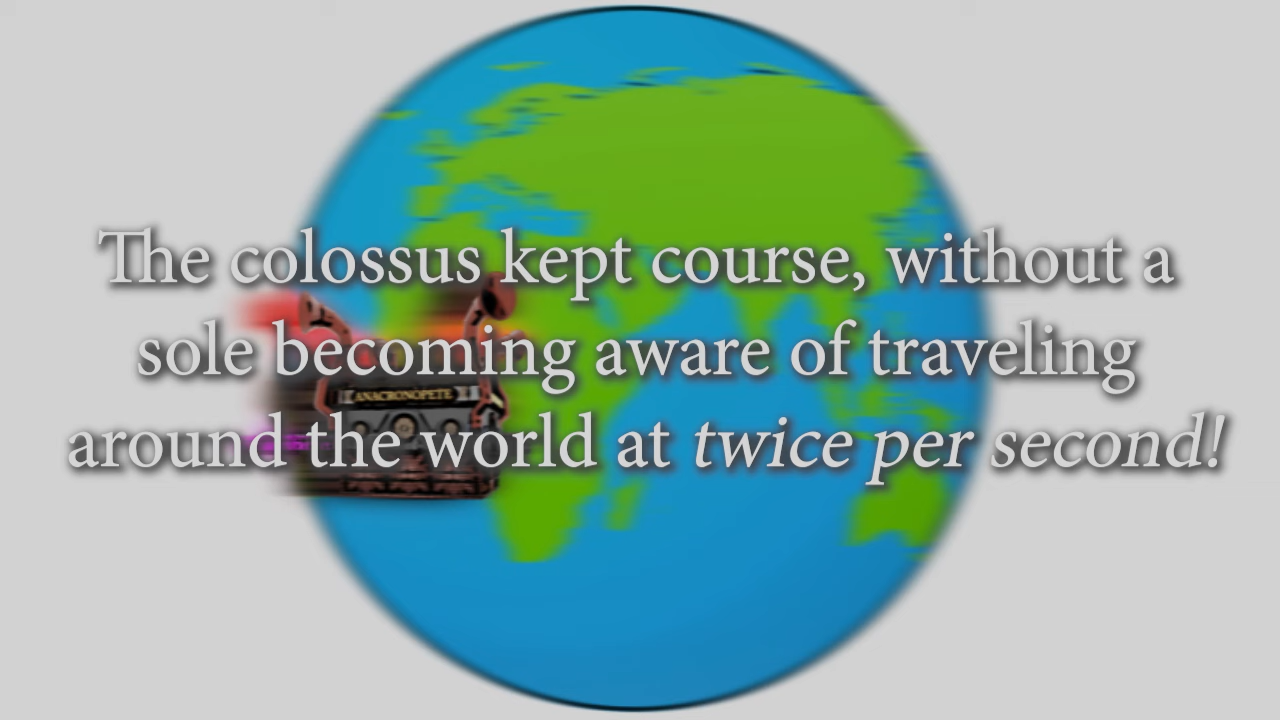 The colossus kept course, without a
sole becoming aware of traveling
ANACRONOPETE
around the world at twice per second!